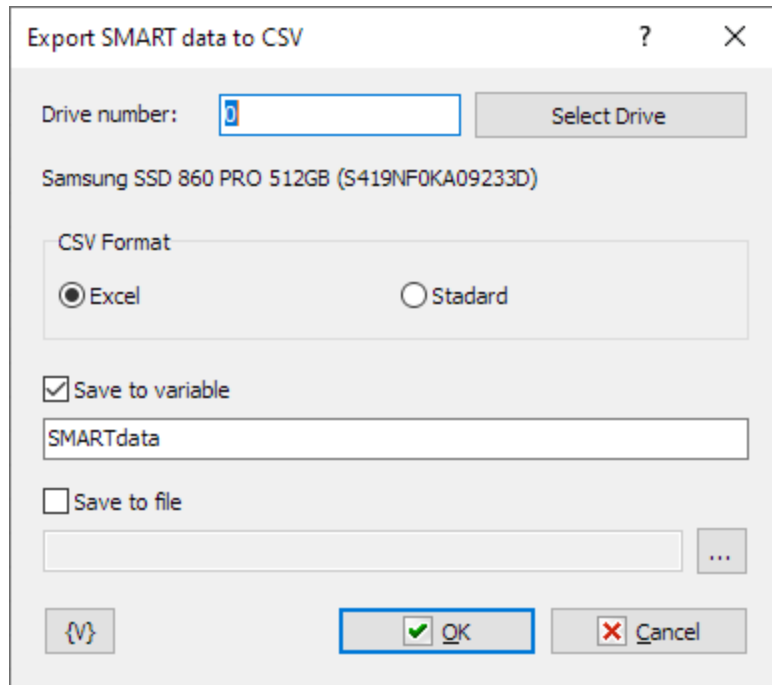 Export SMART data to CSV ?
Drive number: 0 Select Drive
Samsung SSD 860 PRO 512GB (S419NF0KA09233D)
CSV Format
Excel Stadard
Save to variable
SMARTdata
Save to file
...
{V} OK Cancel